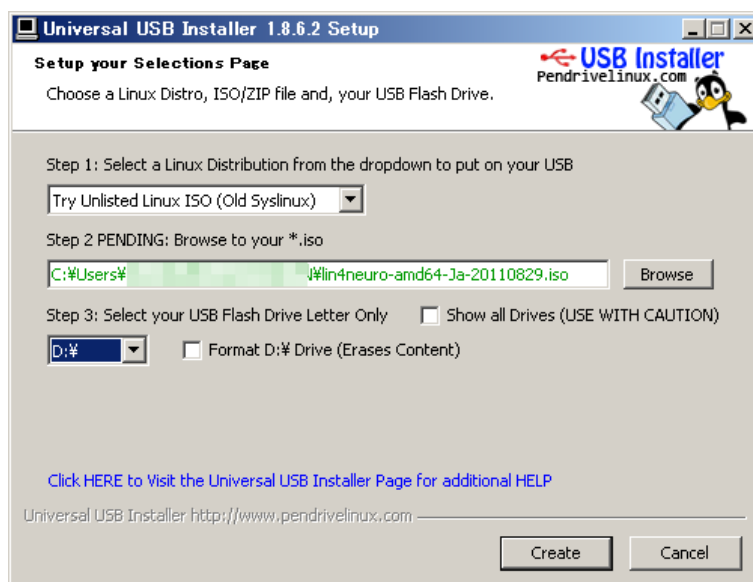 Universal USB Installer 1.8.6.2 Setup
Setup your Selections Page
Choose a Linux Distro, ISO/ZIP file and, your USB Flash Drive.
USB Installer
Pendrivelinux.com
Step 1: Select a Linux Distribution from the dropdown to put on your USB
Try Unlisted Linux ISO (Old Syslinux)
Step 2 PENDING: Browse to your *.iso
C:¥Users¥ ¥lin4neuro-amd64-Ja-20110829.iso
Browse
Step 3: Select your USB Flash Drive Letter Only
Show all Drives (USE WITH CAUTION)
D:¥
Format D:¥ Drive (Erases Content)
Click HERE to Visit the Universal USB Installer Page for additional HELP
Universal USB Installer http://www.pendrivelinux.com
Create
Cancel